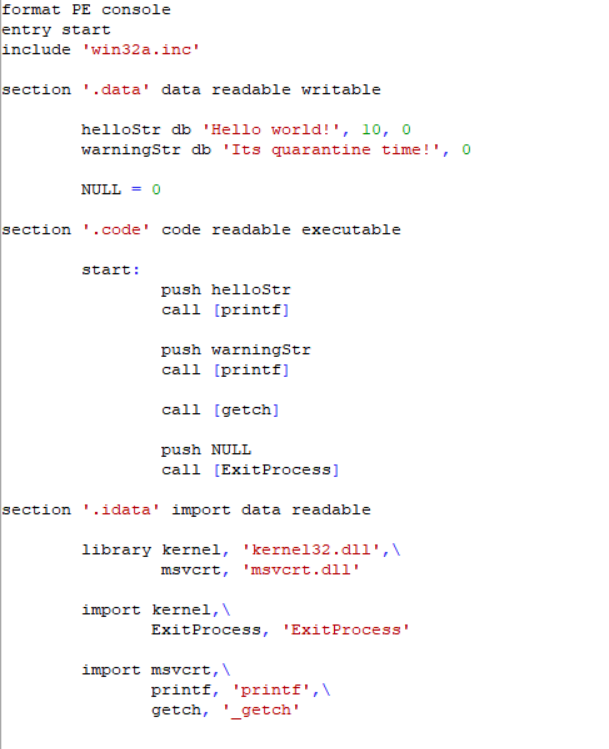 format PE console
entry start
include 'win32a.inc'
section '.data' data readable writable
helloStr db 'Hello world!', 10, 0
warningStr db 'Its quarantine time!', 0
NULL = 0
section '.code' code readable executable
start:
push helloStr
call [printf]
push warningStr
call [printf]
call [getch]
push NULL
call [ExitProcess]
section '.idata' import data readable
library kernel, 'kernel32.dll',\
msvcrt, 'msvcrt.dll'
import kernel,\
ExitProcess, 'ExitProcess'
import msvcrt,\
printf, 'printf',\
getch, '_getch'